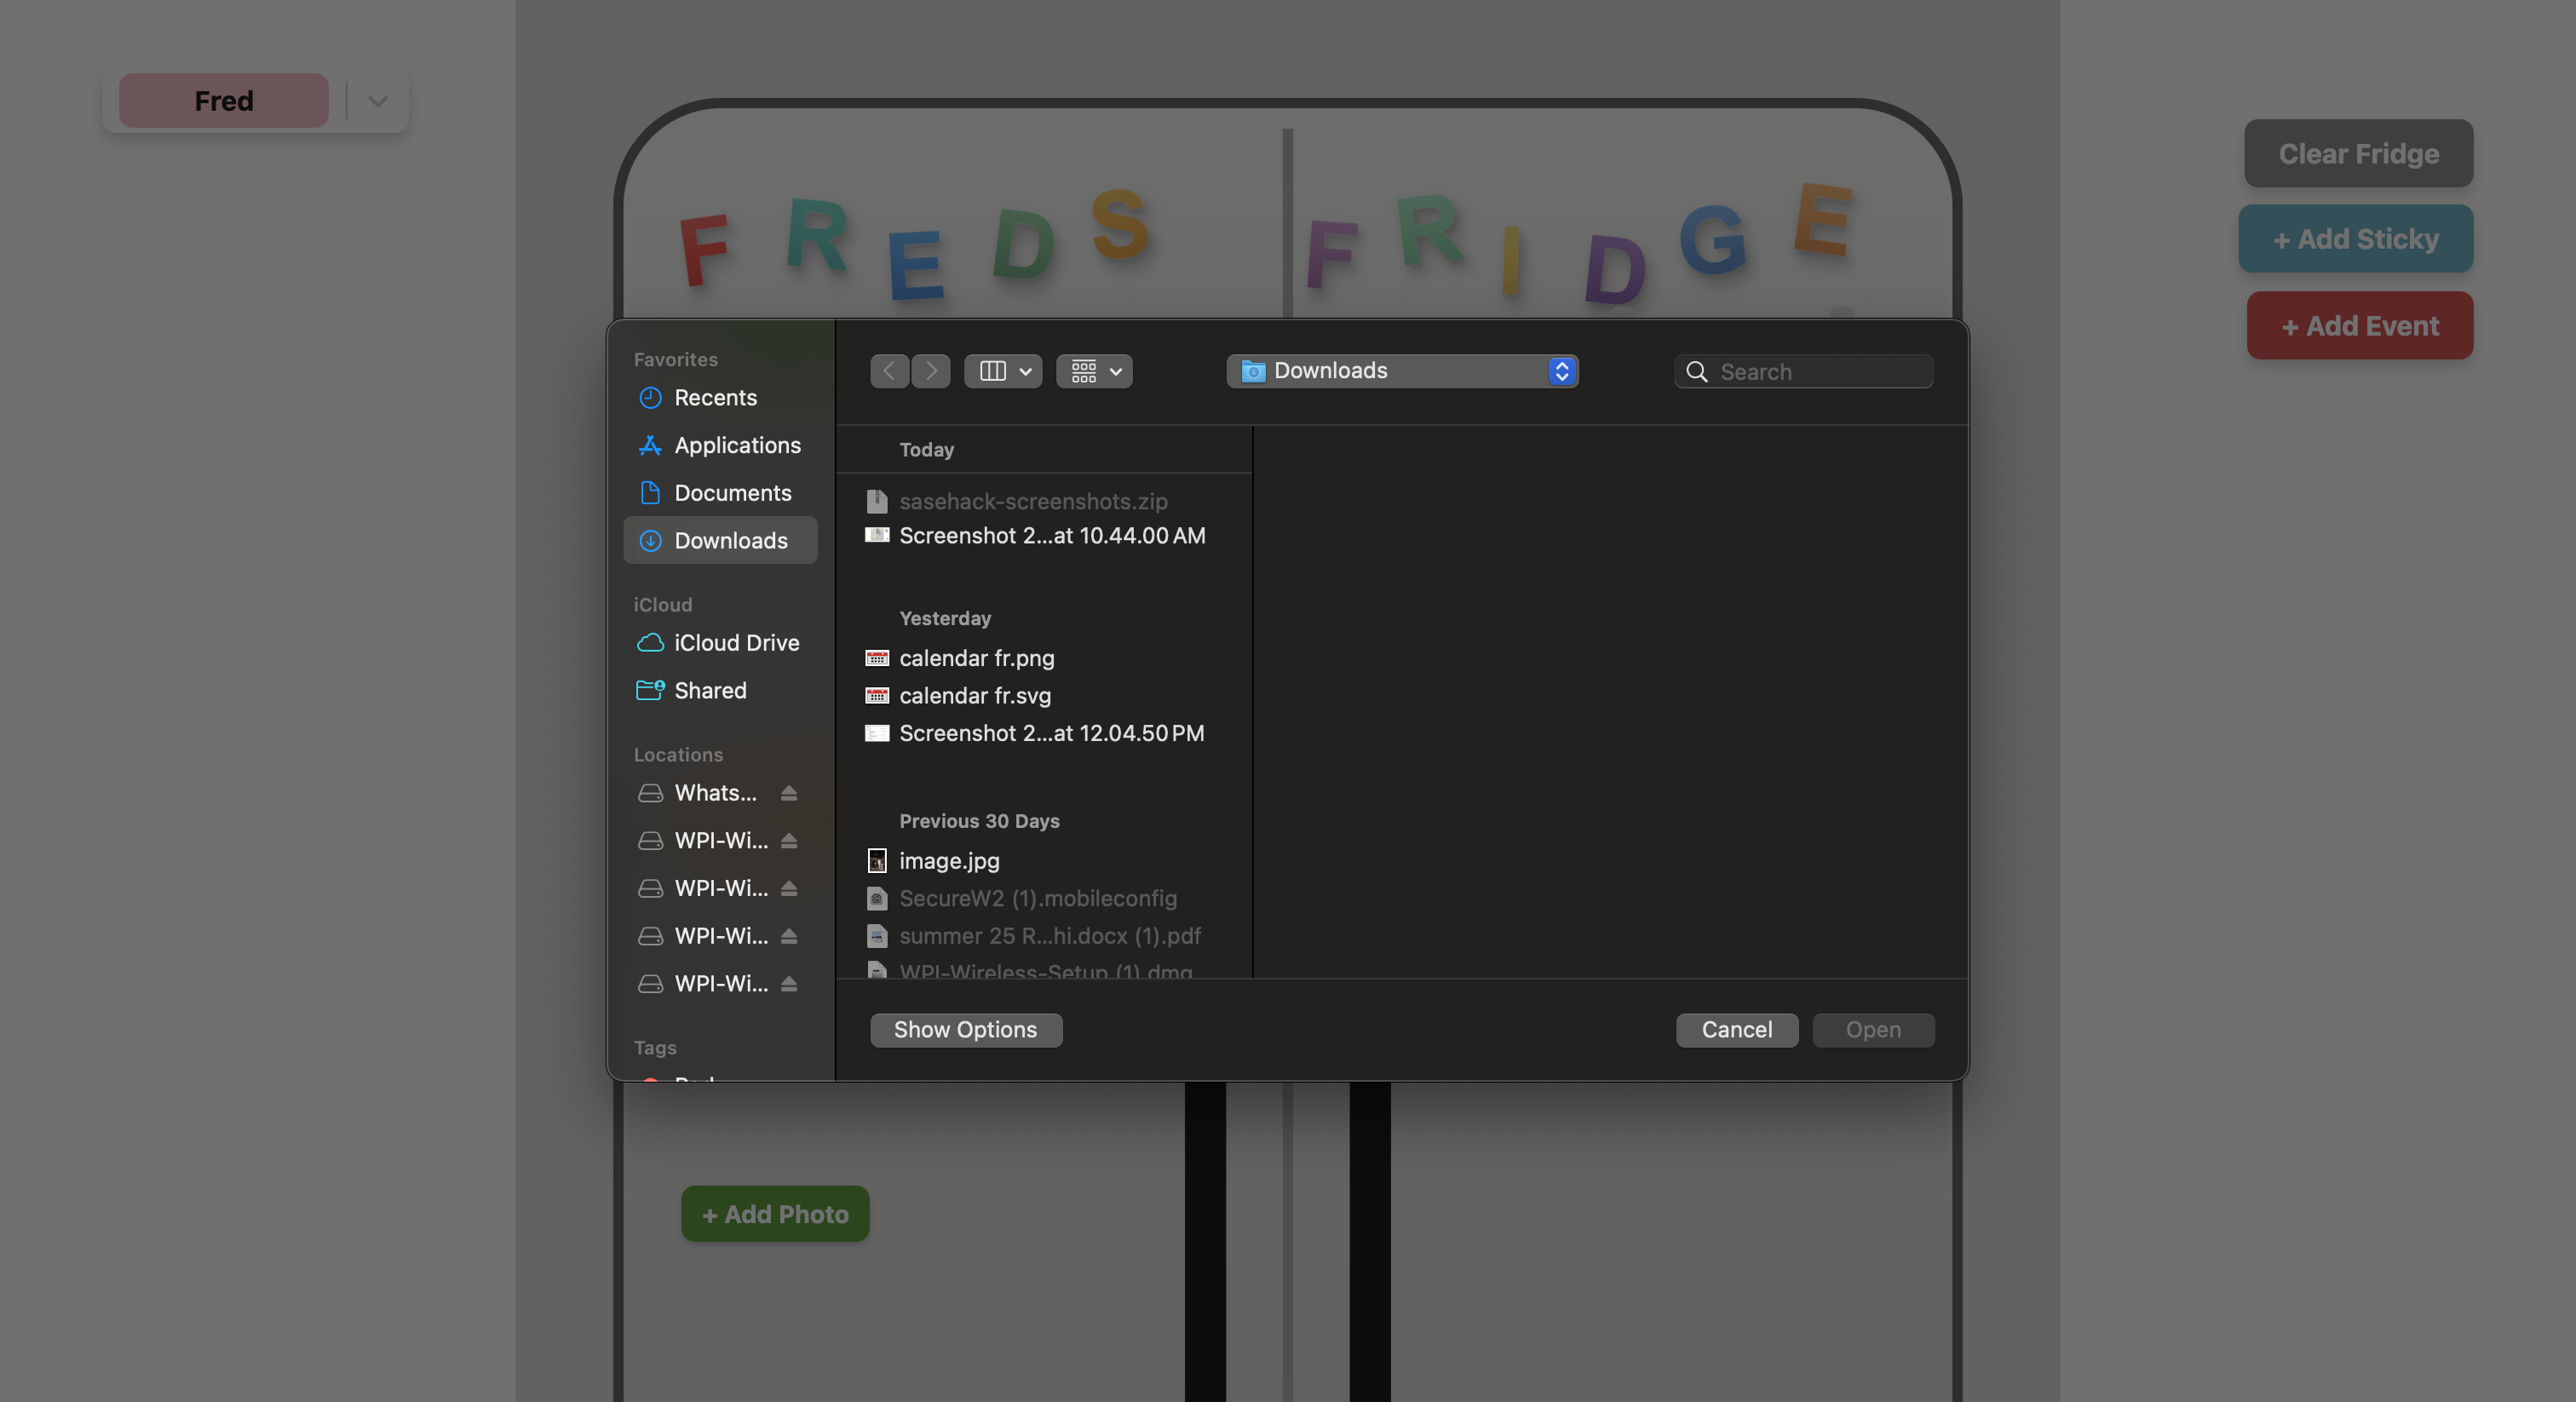 Fred
Clear Fridge
+ Add Sticky
+ Add Event
FREDS FRIDGE
Favorites
Recents
Applications
Documents
Downloads
iCloud
iCloud Drive
Shared
Locations
Whats...
WPI-Wi...
WPI-Wi...
WPI-Wi...
WPI-Wi...
Tags
Downloads
Search
Today
sasehack-screenshots.zip
Screenshot 2...at 10.44.00 AM
Yesterday
calendar fr.png
calendar fr.svg
Screenshot 2...at 12.04.50 PM
Previous 30 Days
image.jpg
SecureW2 (1).mobileconfig
summer 25 R...hi.docx (1).pdf
WPI-Wireless-Setup (1).dmg
Show Options
Cancel
Open
+ Add Photo